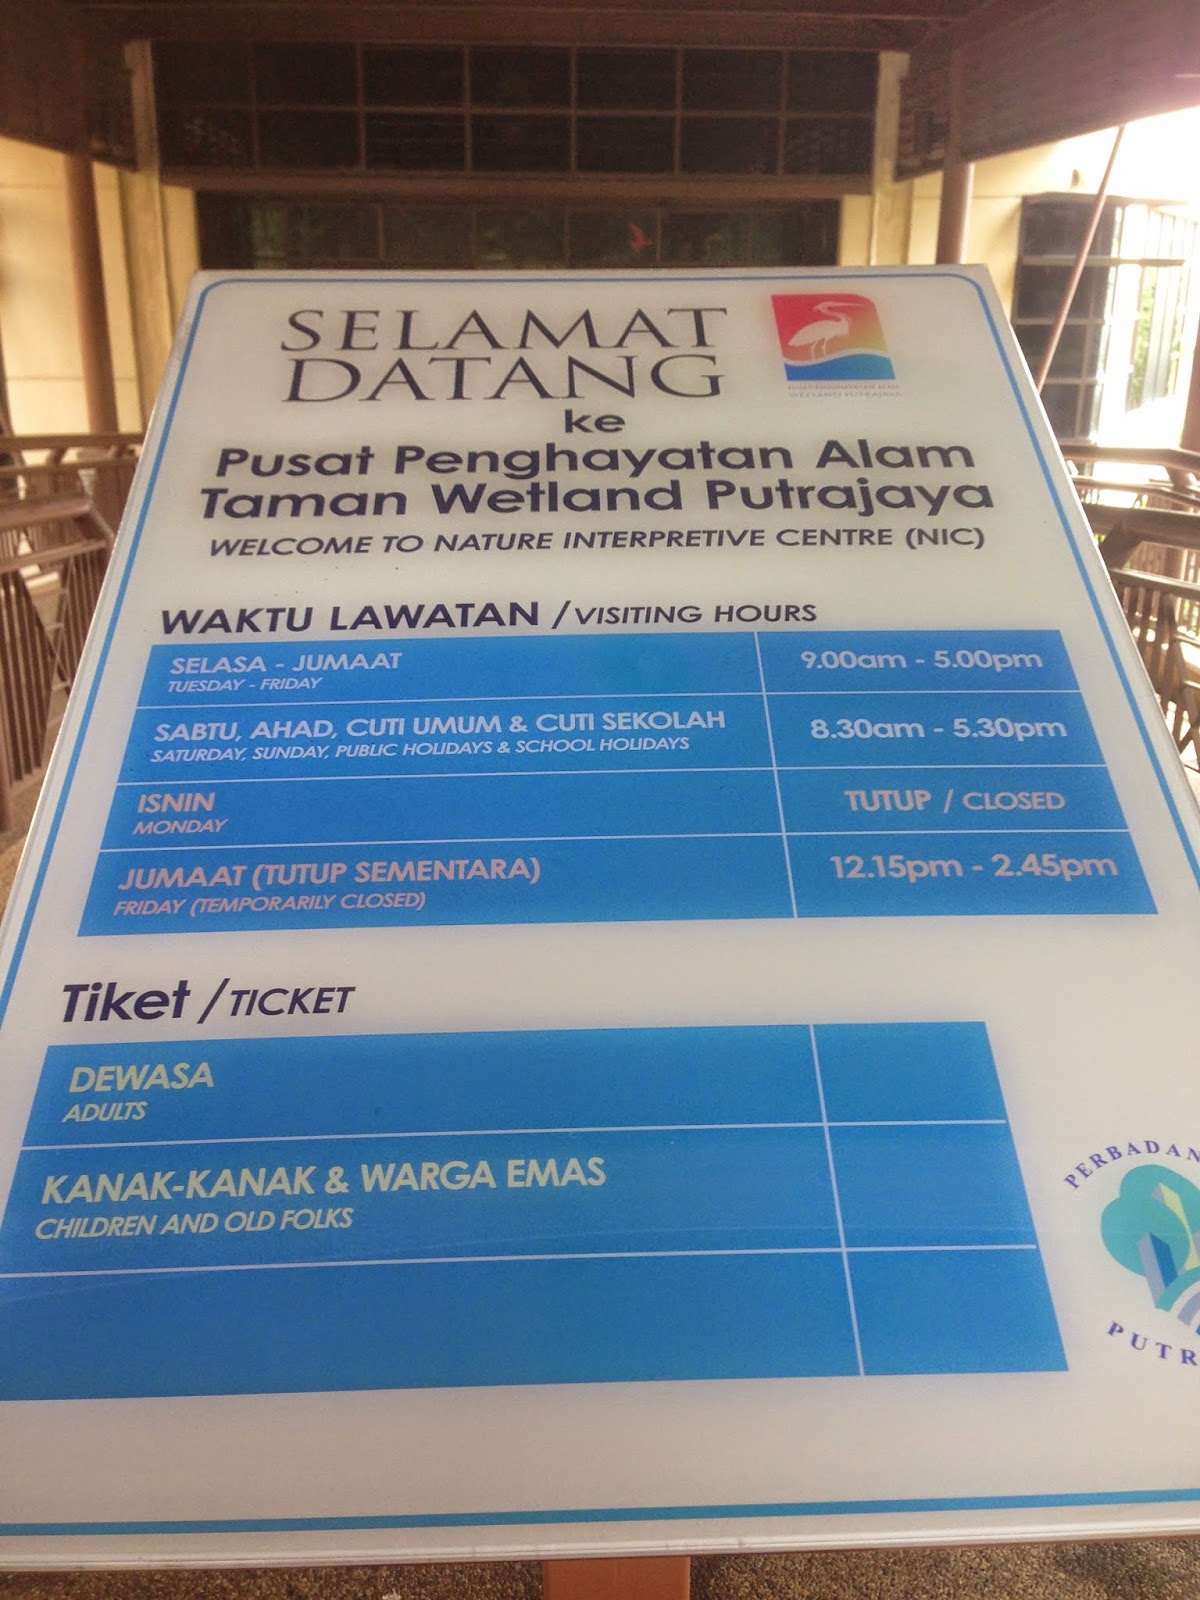 SELAMAT
DATANG
ke
Pusat Penghayatan Alam
Taman Wetland Putrajaya
WELCOME TO NATURE INTERPRETIVE CENTRE (NIC)
WETLAND PUTRAJAYA
WAKTU LAWATAN / VISITING HOURS
SELASA - JUMAAT
TUESDAY - FRIDAY
9.00am - 5.00pm
SABTU, AHAD, CUTI UMUM & CUTI SEKOLAH
SATURDAY, SUNDAY, PUBLIC HOLIDAYS & SCHOOL HOLIDAYS
8.30am - 5.30pm
ISNIN
MONDAY
TUTUP / CLOSED
JUMAAT (TUTUP SEMENTARA)
FRIDAY (TEMPORARILY CLOSED)
12.15pm - 2.45pm
Tiket / TICKET
DEWASA
ADULTS
KANAK-KANAK & WARGA EMAS
CHILDREN AND OLD FOLKS
PERBADAN
PUTR